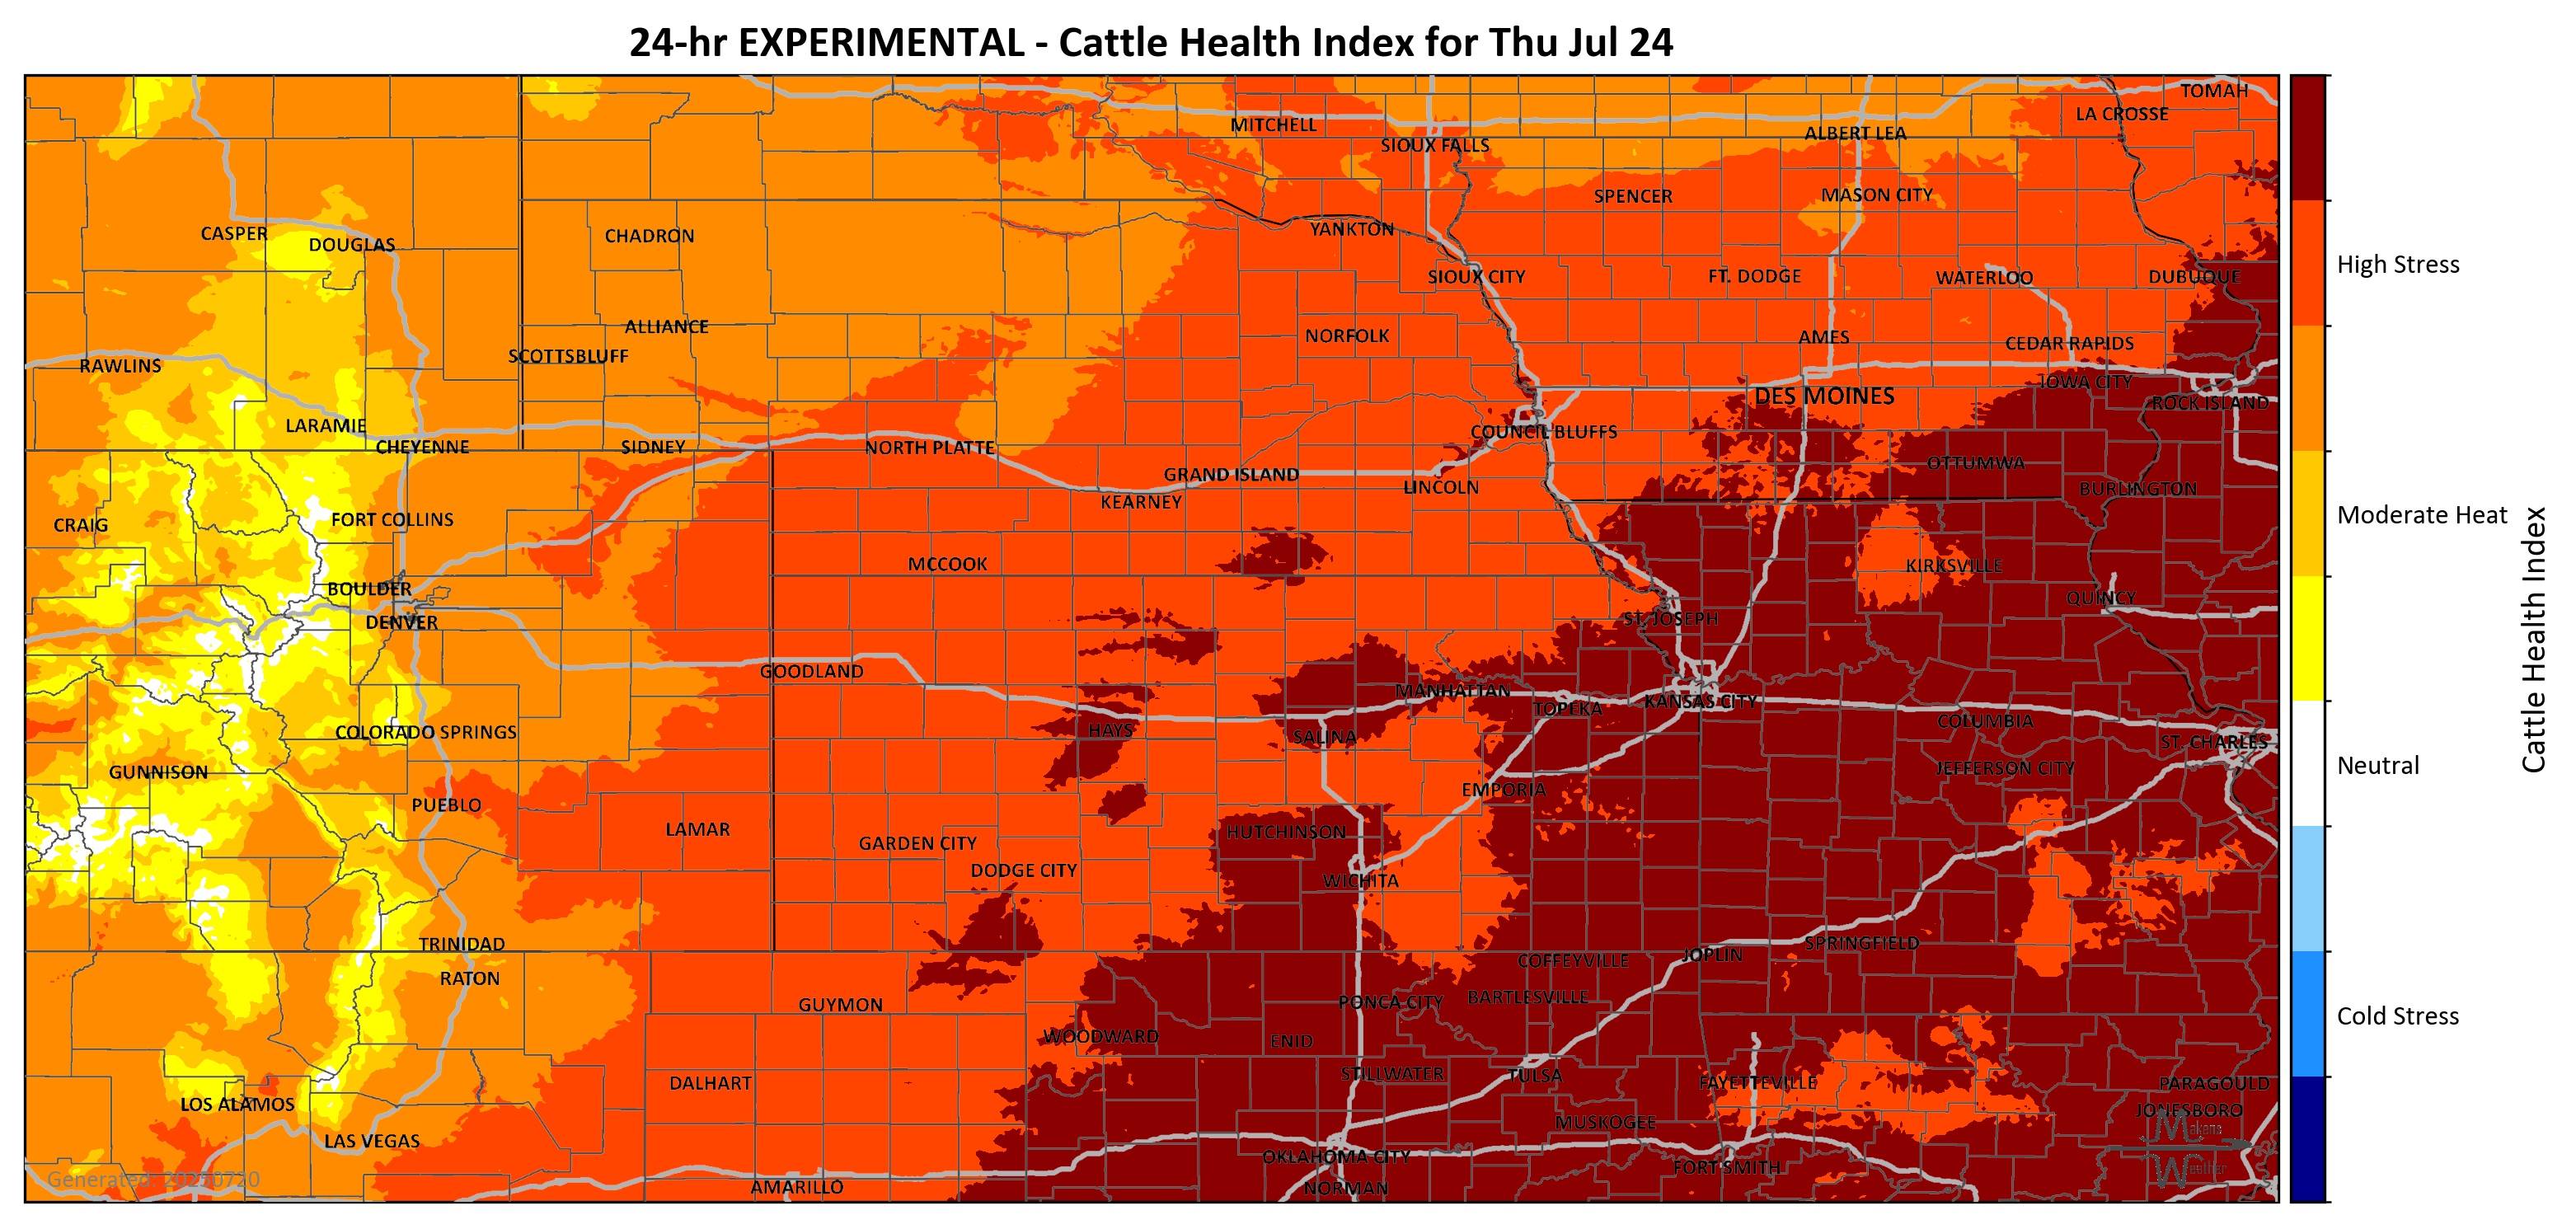 24-hr EXPERIMENTAL - Cattle Health Index for Thu Jul 24
TOMAH
LA CROSSE
MITCHELL
ALBERT LEA
SIOUX FALLS
SPENCER
MASON CITY
YANKTON
CASPER
DOUGLAS
CHADRON
SIOUX CITY
FT. DODGE
WATERLOO
DUBUQUE
High Stress
ALLIANCE
NORFOLK
AMES
CEDAR RAPIDS
SCOTTSBLUFF
RAWLINS
IOWA CITY
DES MOINES
ROCK ISLAND
LARAMIE
COUNCIL BLUFFS
CHEYENNE
SIDNEY
NORTH PLATTE
OTTUMWA
GRAND ISLAND
LINCOLN
BURLINGTON
KEARNEY
CRAIG
FORT COLLINS
Moderate Heat
MCCOOK
KIRKSVILLE
BOULDER
QUINCY
DENVER
ST. JOSEPH
Cattle Health Index
GOODLAND
MANHATTAN
KANSAS CITY
TOPEKA
COLUMBIA
COLORADO SPRINGS
HAYS
SALINA
ST. CHARLES
GUNNISON
JEFFERSON CITY
Neutral
EMPORIA
PUEBLO
LAMAR
HUTCHINSON
GARDEN CITY
DODGE CITY
WICHITA
TRINIDAD
SPRINGFIELD
JOPLIN
COFFEYVILLE
RATON
BARTLESVILLE
PONCA CITY
GUYMON
Cold Stress
WOODWARD
ENID
STILLWATER
TULSA
DALHART
FAYETTEVILLE
PARAGOULD
LOS ALAMOS
JONESBORO
MUSKOGEE
Makens
LAS VEGAS
OKLAHOMA CITY
FORT SMITH
Weather
Generated: 20250720
AMARILLO
NORMAN